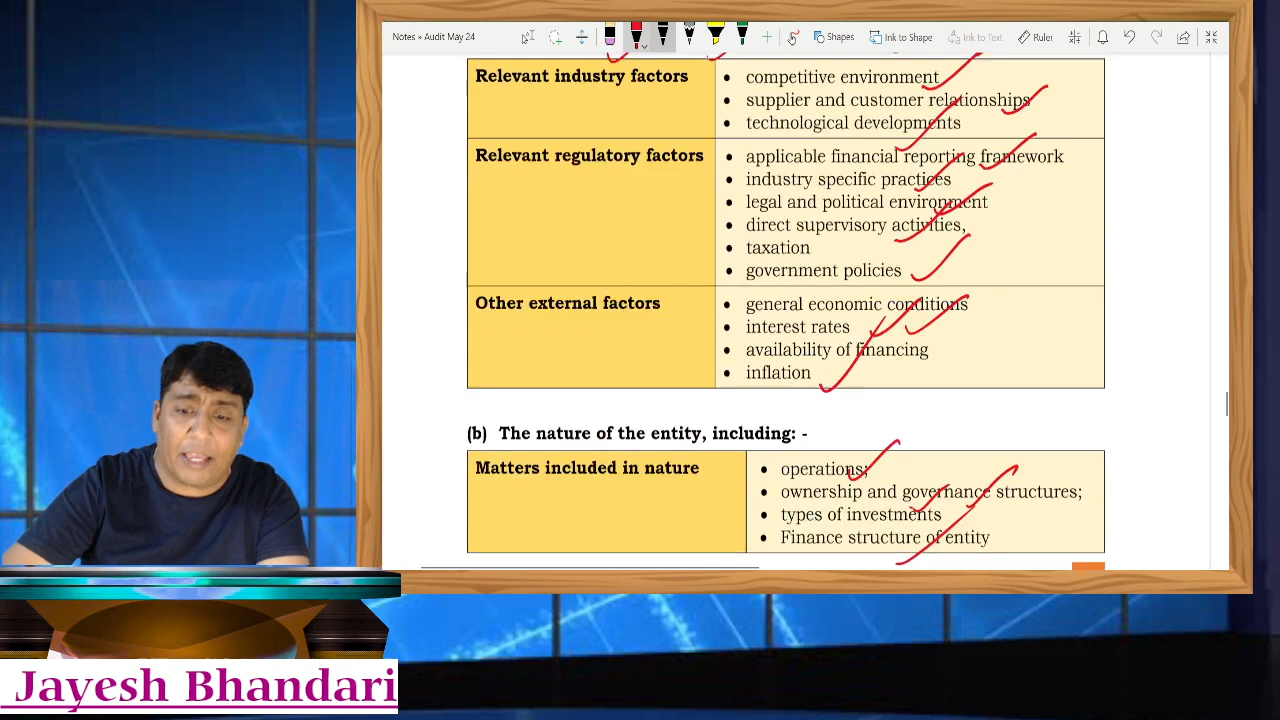 Notes » Audit May 24
Shapes
Ink to Shape
Ink to Text
Ruler
Relevant industry factors
• competitive environment
• supplier and customer relationships
• technological developments
Relevant regulatory factors
• applicable financial reporting framework
• industry specific practices
• legal and political environment
• direct supervisory activities,
• taxation
• government policies
Other external factors
• general economic conditions
• interest rates
• availability of financing
• inflation
(b) The nature of the entity, including: -
Matters included in nature
• operations;
• ownership and governance structures;
• types of investments
• Finance structure of entity
Jayesh Bhandari